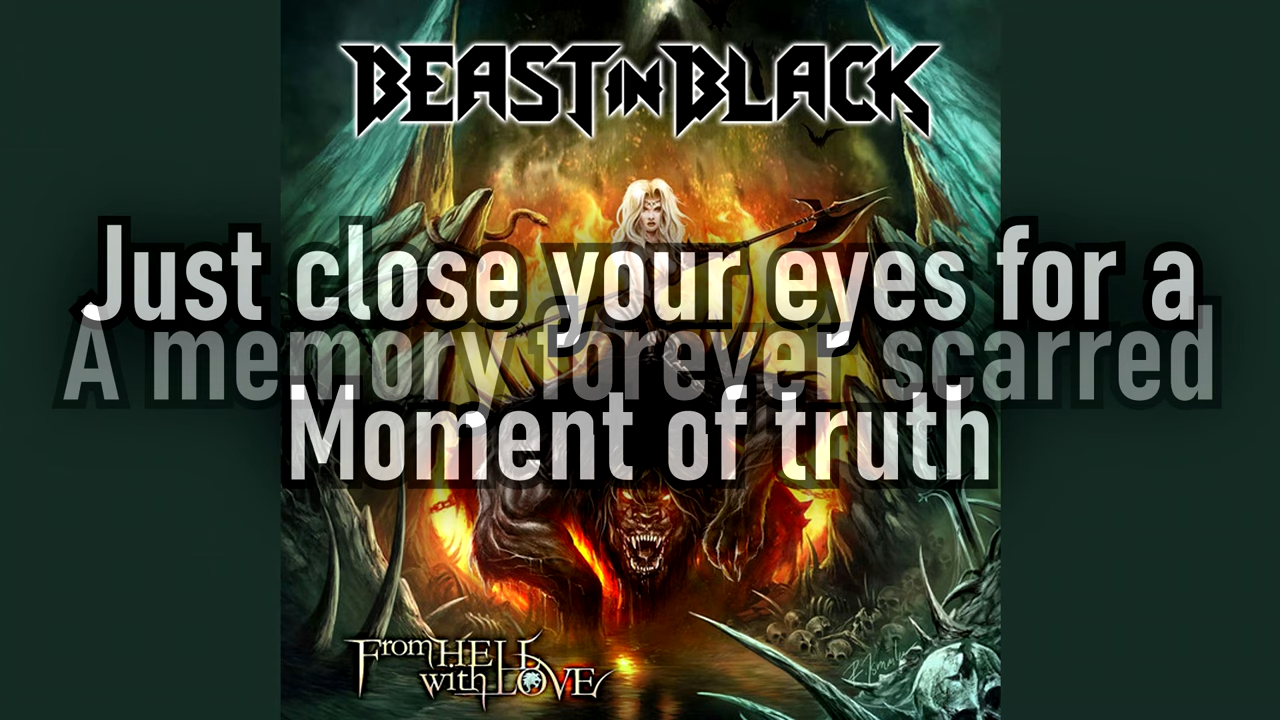 BEAST IN BLACK
Just close your eyes for a
A memory forever scarred
Moment of truth
From HELL
with LOVE